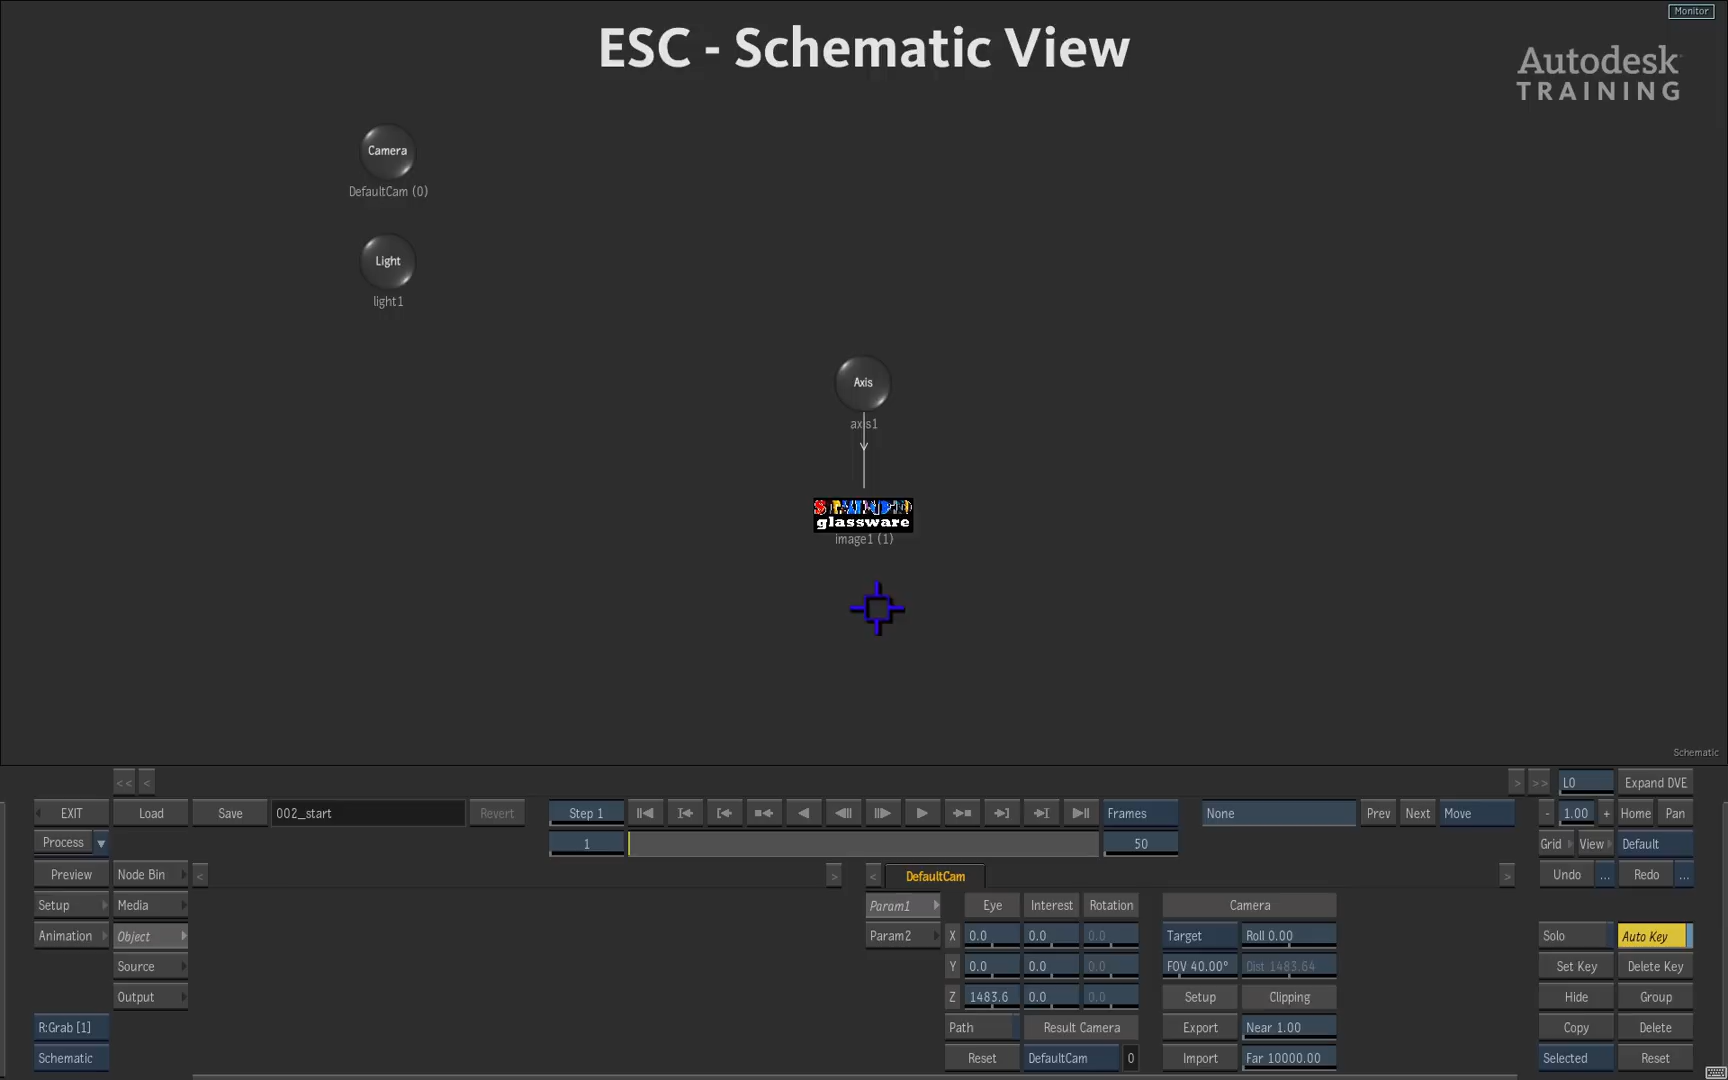 Monitor
ESC - Schematic View
Autodesk
TRAINING
Camera
DefaultCam (0)
Light
light1
Axis
axis1
glassware
image1 (1)
Schematic
<< < > >> L0 Expand DVE
EXIT Load Save 002_start Revert Step 1 Frames None Prev Next Move - 1.00 + Home Pan
Process 1 50 Grid View Default
Preview Node Bin < > < DefaultCam > Undo ... Redo ...
Setup Media Param1 Eye Interest Rotation Camera
Animation Object Param2 X 0.0 0.0 0.0 Target Roll 0.00 Solo Auto Key
Source Y 0.0 0.0 0.0 FOV 40.00° Dist 1483.64 Set Key Delete Key
Output Z 1483.6 0.0 0.0 Setup Clipping Hide Group
R:Grab [1] Path Result Camera Export Near 1.00 Copy Delete
Schematic Reset DefaultCam 0 Import Far 10000.00 Selected Reset